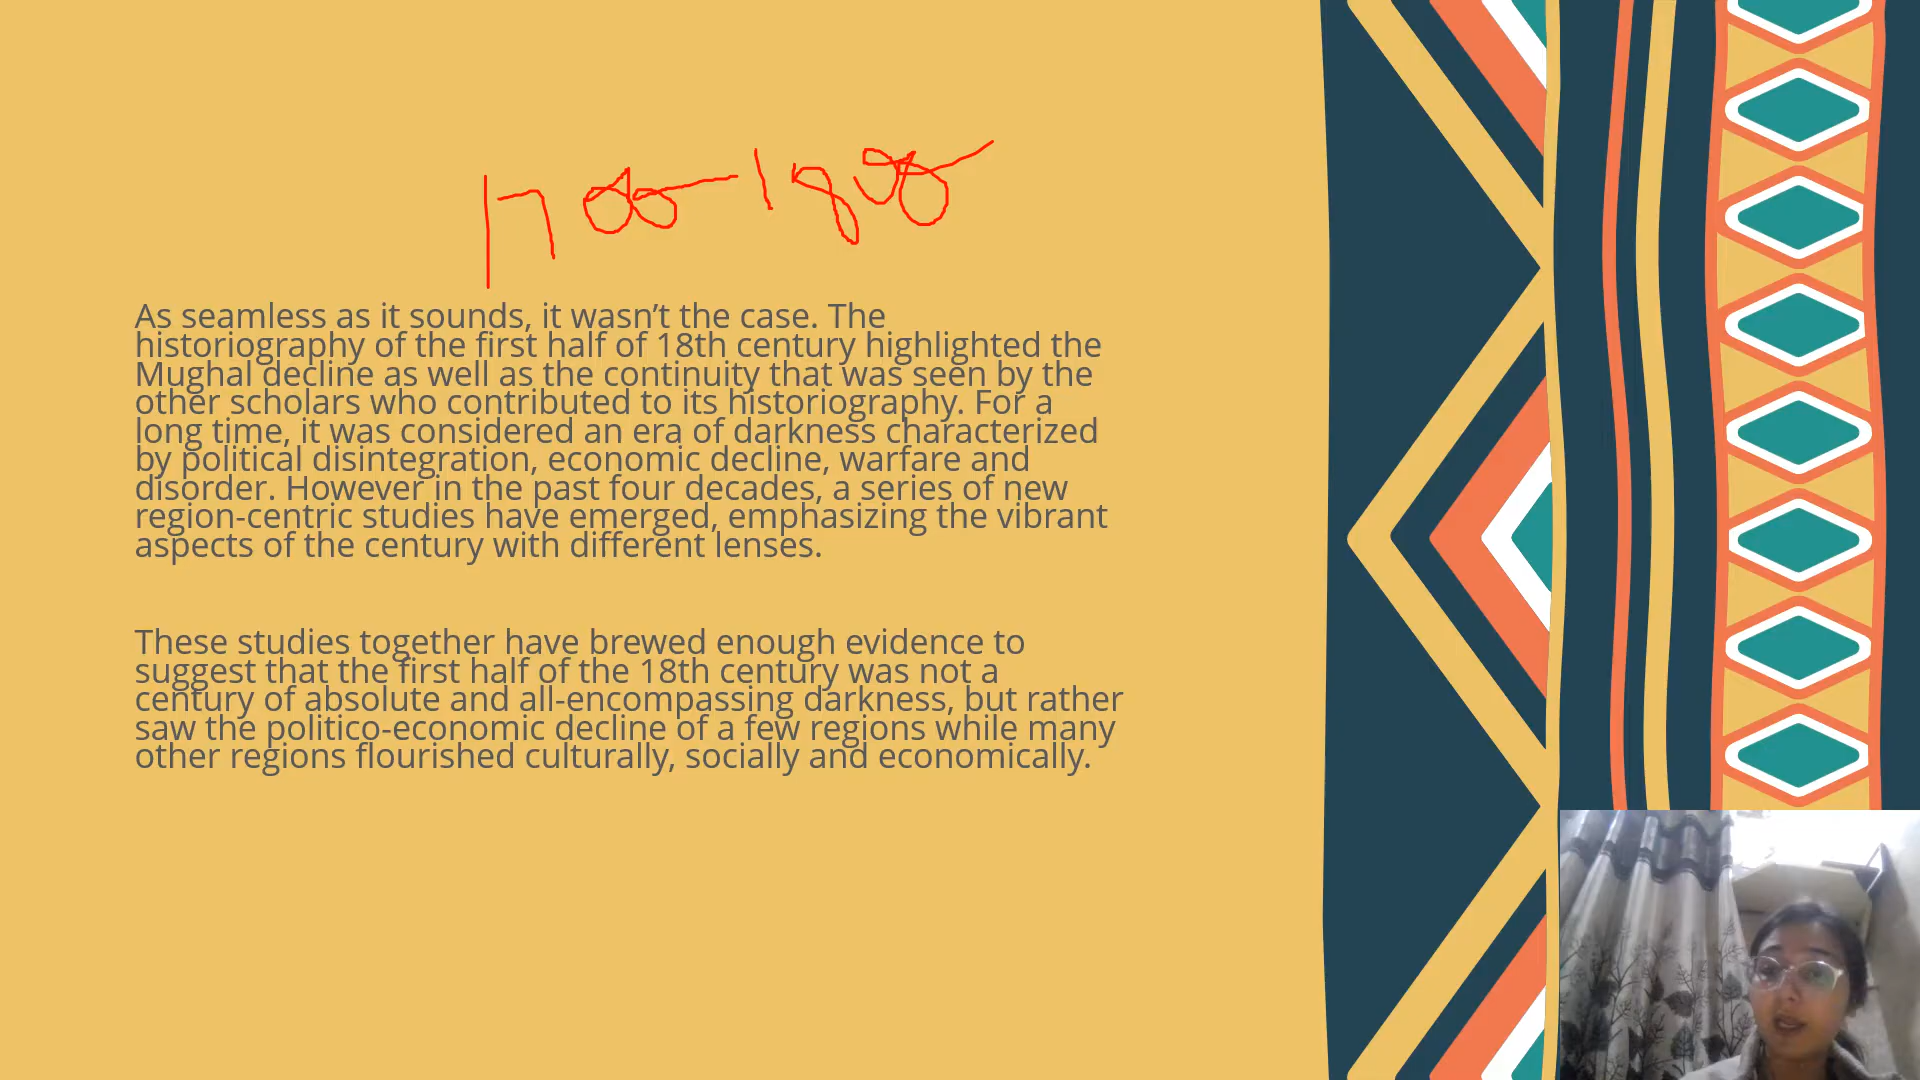 1700-1800
As seamless as it sounds, it wasn’t the case. The
historiography of the first half of 18th century highlighted the
Mughal decline as well as the continuity that was seen by the
other scholars who contributed to its historiography. For a
long time, it was considered an era of darkness characterized
by political disintegration, economic decline, warfare and
disorder. However in the past four decades, a series of new
region-centric studies have emerged, emphasizing the vibrant
aspects of the century with different lenses.
These studies together have brewed enough evidence to
suggest that the first half of the 18th century was not a
century of absolute and all-encompassing darkness, but rather
saw the politico-economic decline of a few regions while many
other regions flourished culturally, socially and economically.